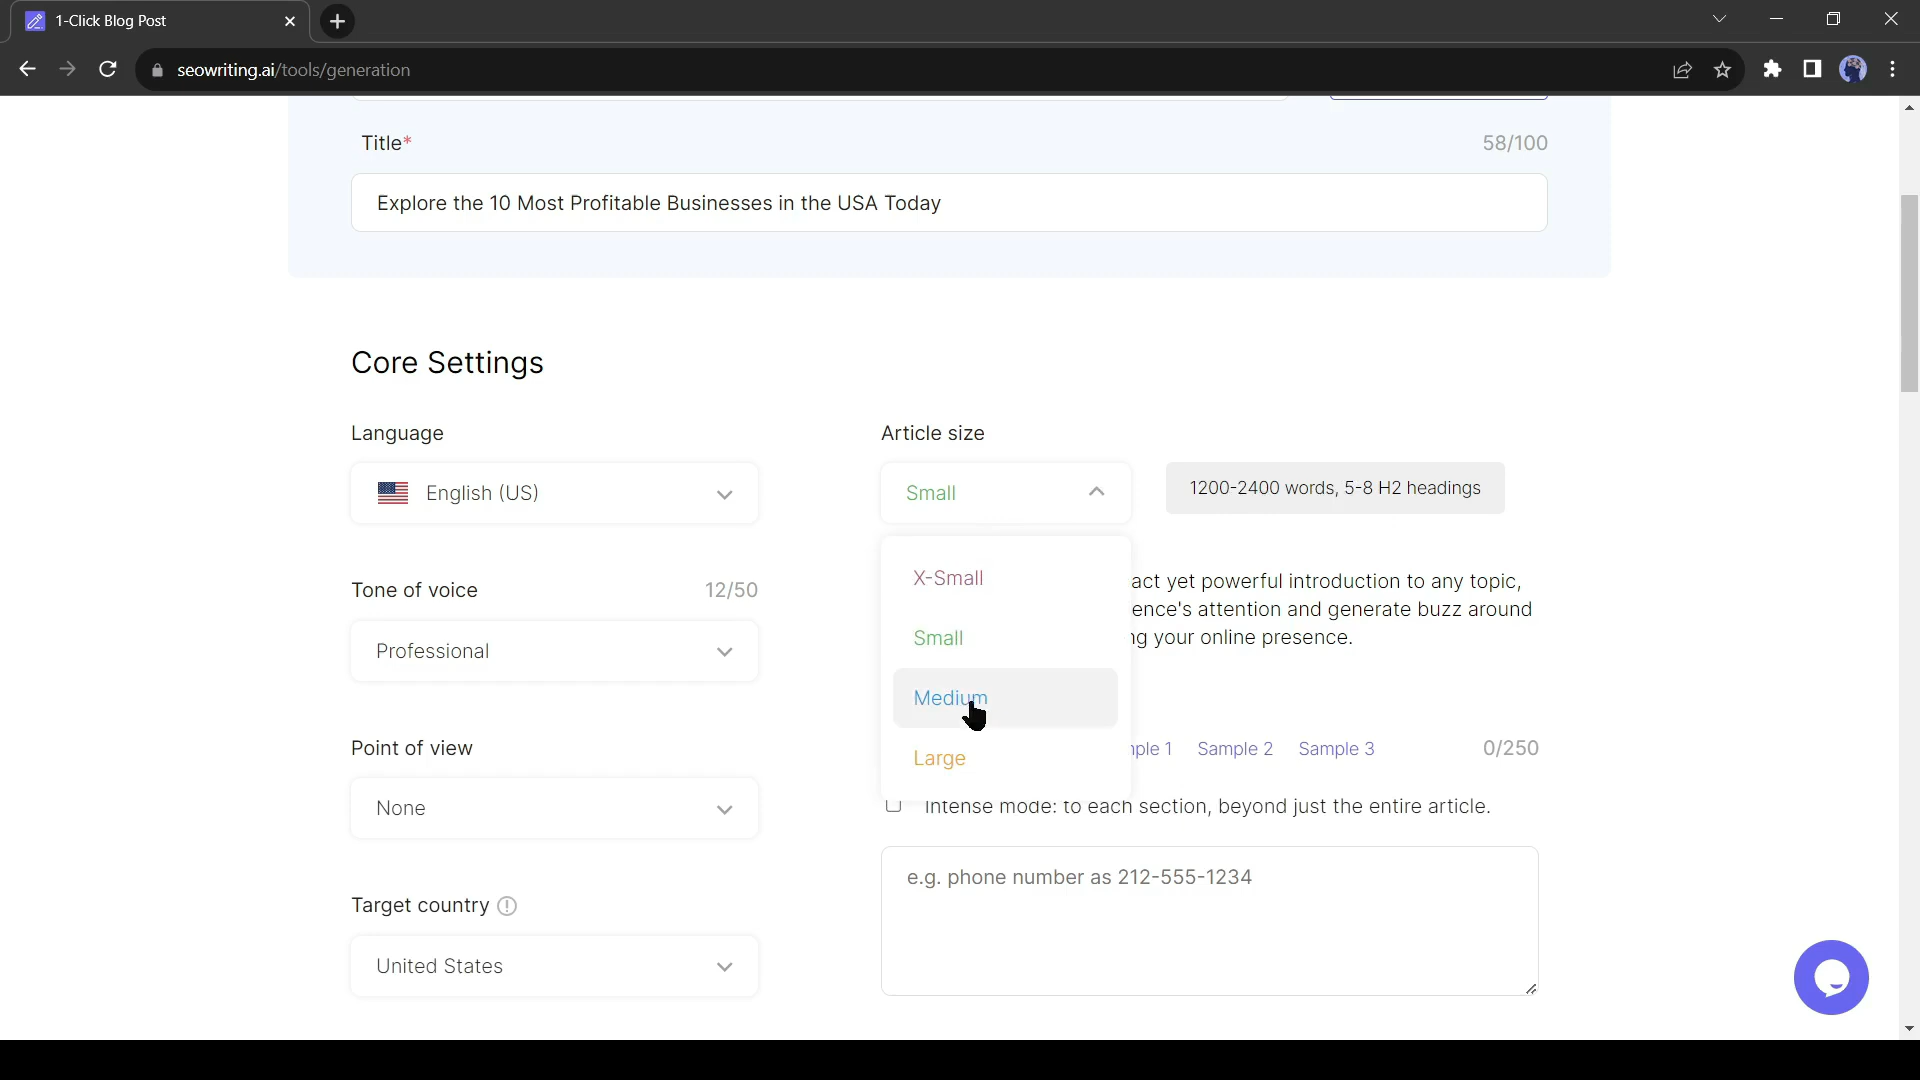 1-Click Blog Post
seowriting.ai/tools/generation
Title* 58/100
Explore the 10 Most Profitable Businesses in the USA Today
Core Settings
Language
English (US)
Article size
Small
1200-2400 words, 5-8 H2 headings
X-Small
Small
Medium
Large
act yet powerful introduction to any topic,
ence's attention and generate buzz around
ng your online presence.
Tone of voice 12/50
Professional
Point of view
None
mple 1 Sample 2 Sample 3 0/250
Intense mode: to each section, beyond just the entire article.
e.g. phone number as 212-555-1234
Target country
United States